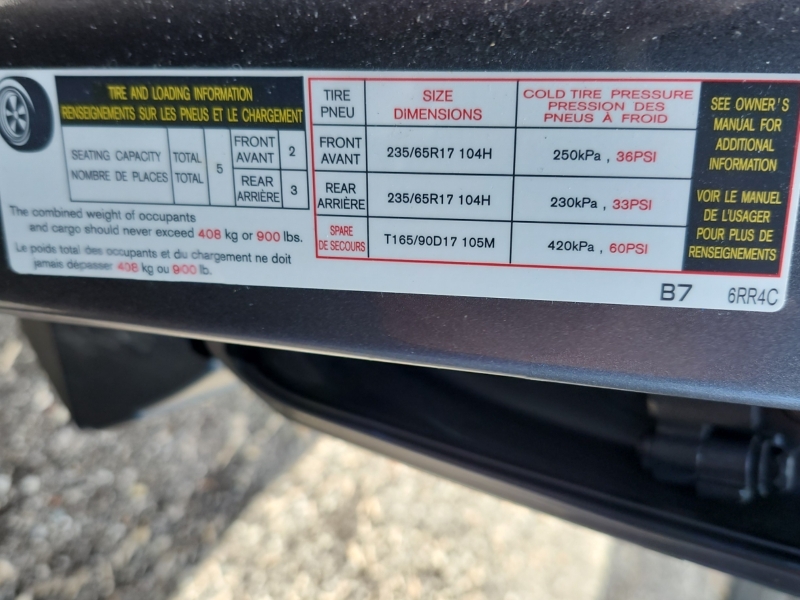 TIRE AND LOADING INFORMATION
RENSEIGNEMENTS SUR LES PNEUS ET LE CHARGEMENT
SEATING CAPACITY TOTAL
NOMBRE DE PLACES TOTAL
5
FRONT
AVANT
2
REAR
ARRIÈRE
3
The combined weight of occupants
and cargo should never exceed 408 kg or 900 lbs.
Le poids total des occupants et du chargement ne doit
jamais dépasser 408 kg ou 900 lb.
TIRE
PNEU
SIZE
DIMENSIONS
COLD TIRE PRESSURE
PRESSION DES
PNEUS À FROID
FRONT
AVANT
235/65R17 104H
250kPa , 36PSI
REAR
ARRIÈRE
235/65R17 104H
230kPa , 33PSI
SPARE
DE SECOURS
T165/90D17 105M
420kPa , 60PSI
SEE OWNER'S
MANUAL FOR
ADDITIONAL
INFORMATION
VOIR LE MANUEL
DE L'USAGER
POUR PLUS DE
RENSEIGNEMENTS
B7 6RR4C